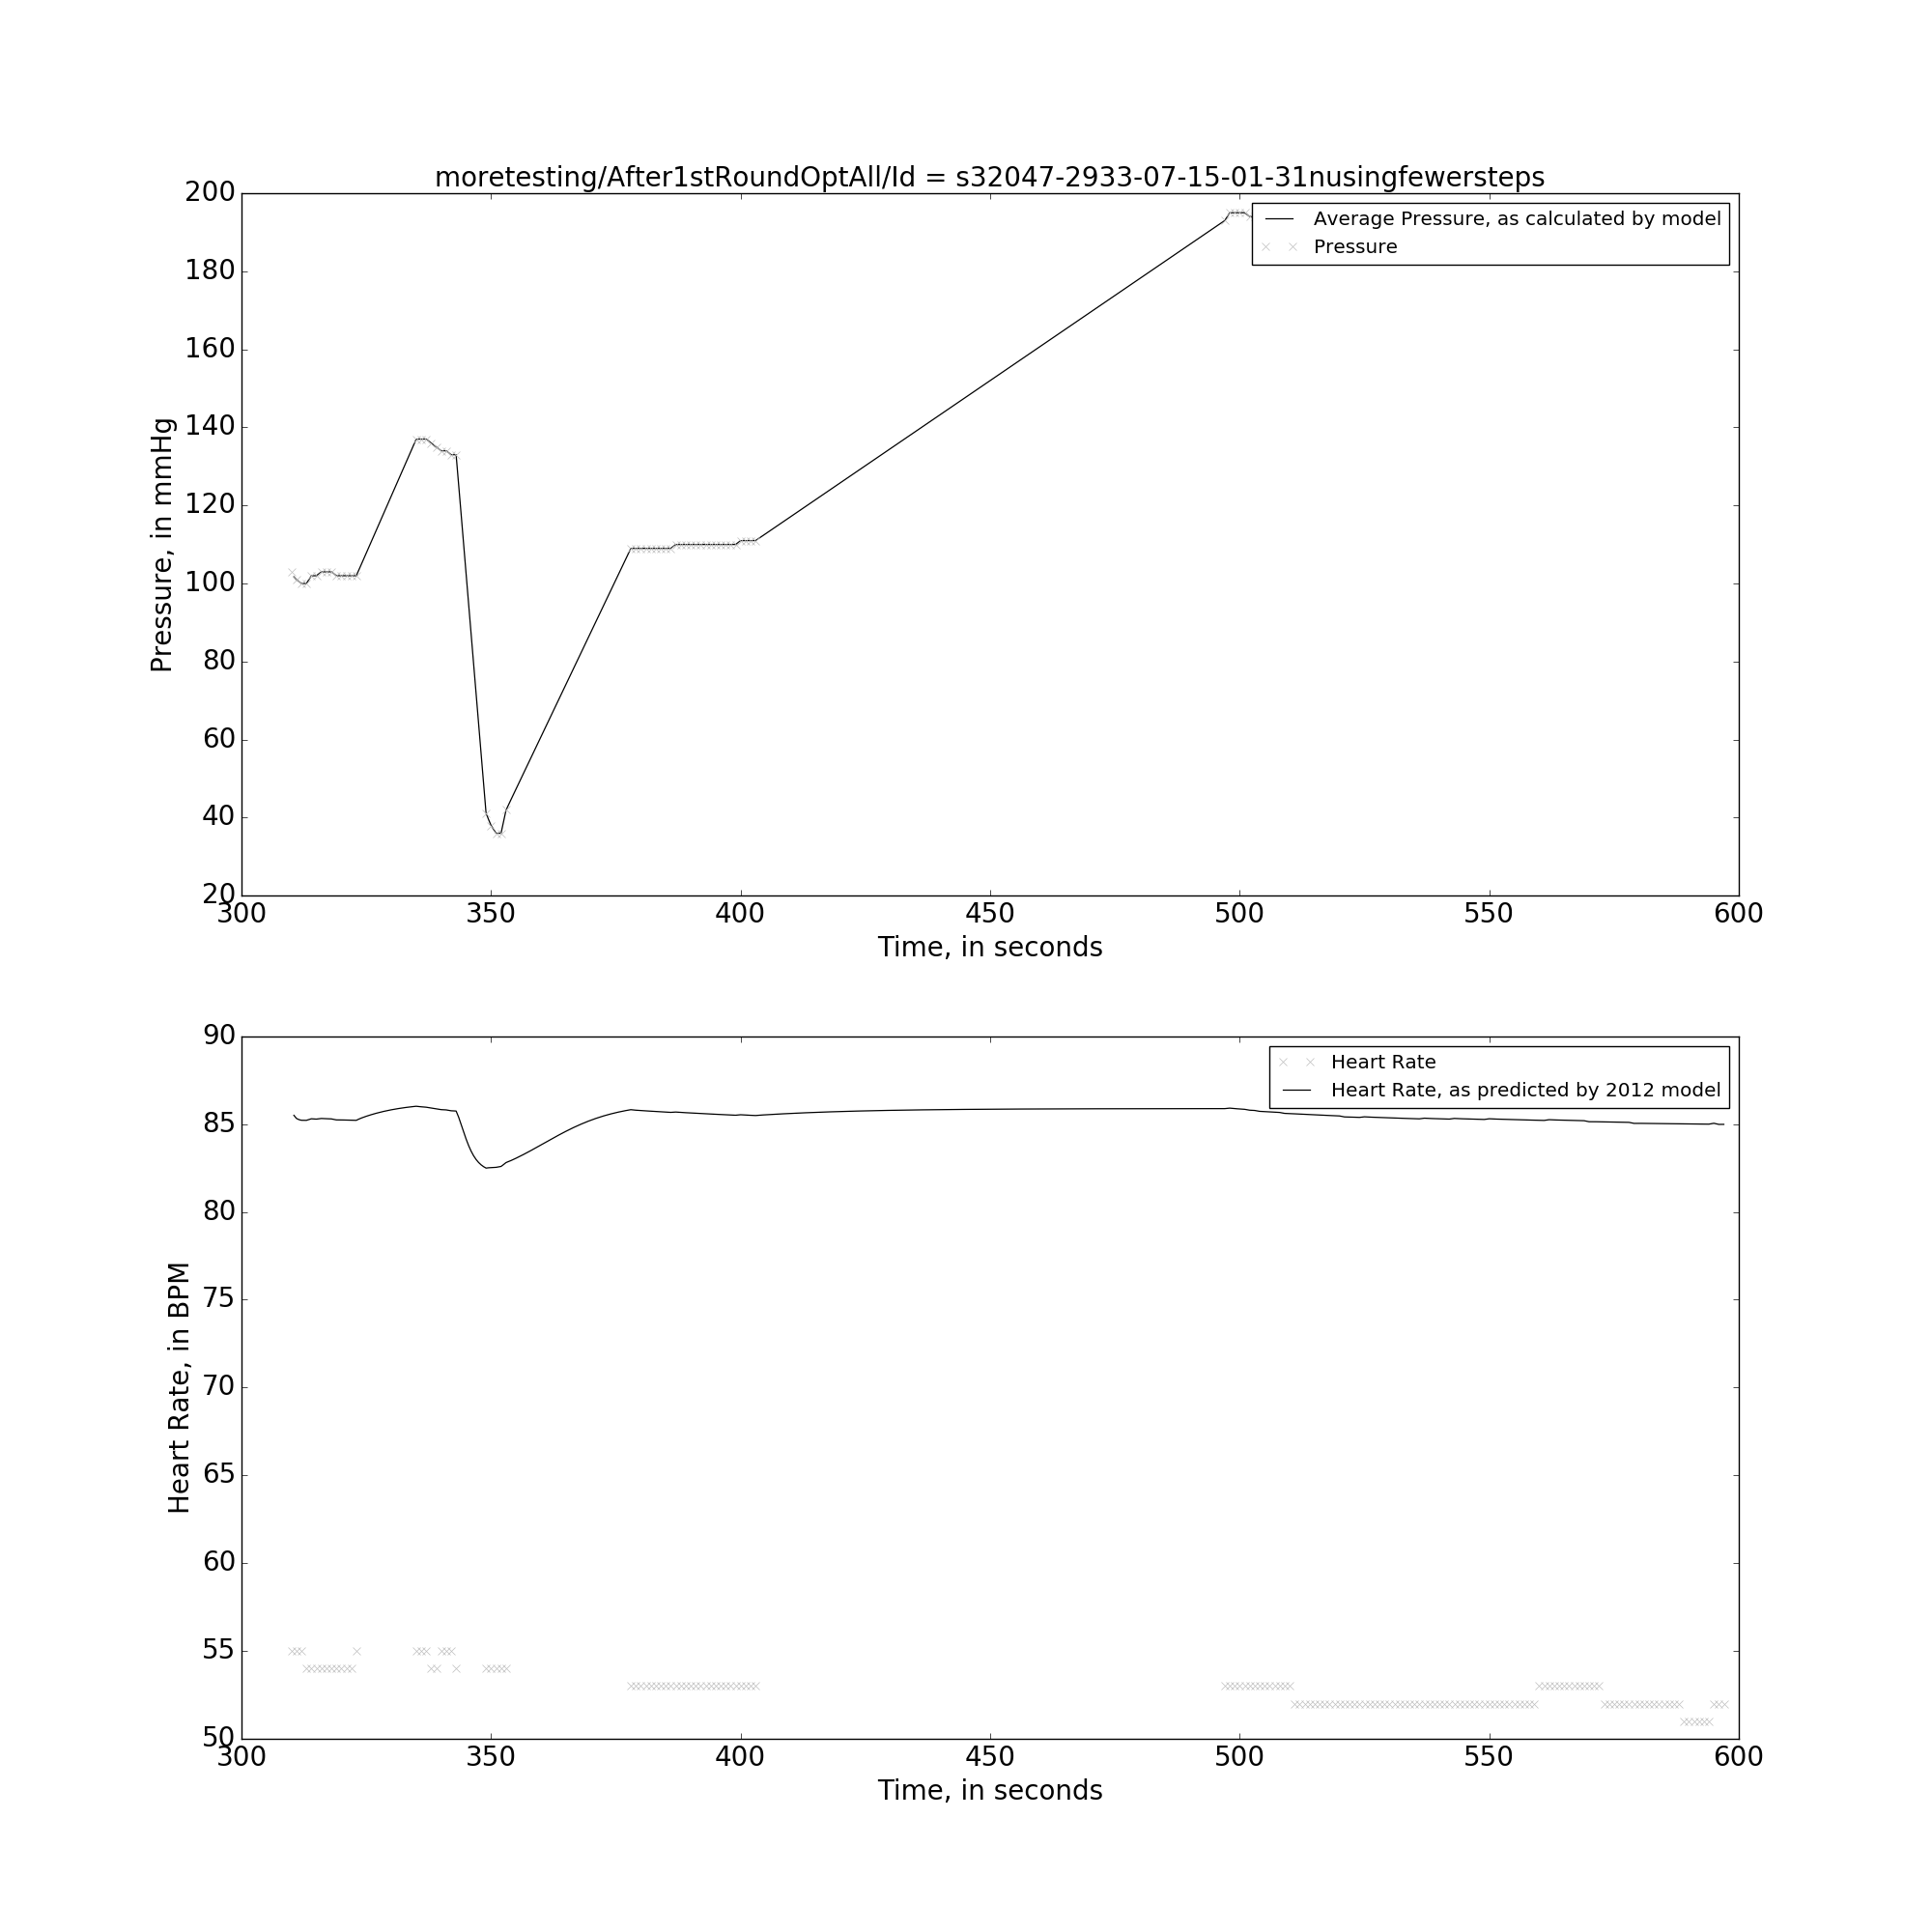 moretesting/After1stRoundOptAll/Id = s32047-2933-07-15-01-31nusingfewersteps
200
180
160
140
120
100
80
60
40
20
Pressure, in mmHg
Average Pressure, as calculated by model
Pressure
300 350 400 450 500 550 600
Time, in seconds
90
85
80
75
70
65
60
55
50
Heart Rate, in BPM
Heart Rate
Heart Rate, as predicted by 2012 model
300 350 400 450 500 550 600
Time, in seconds